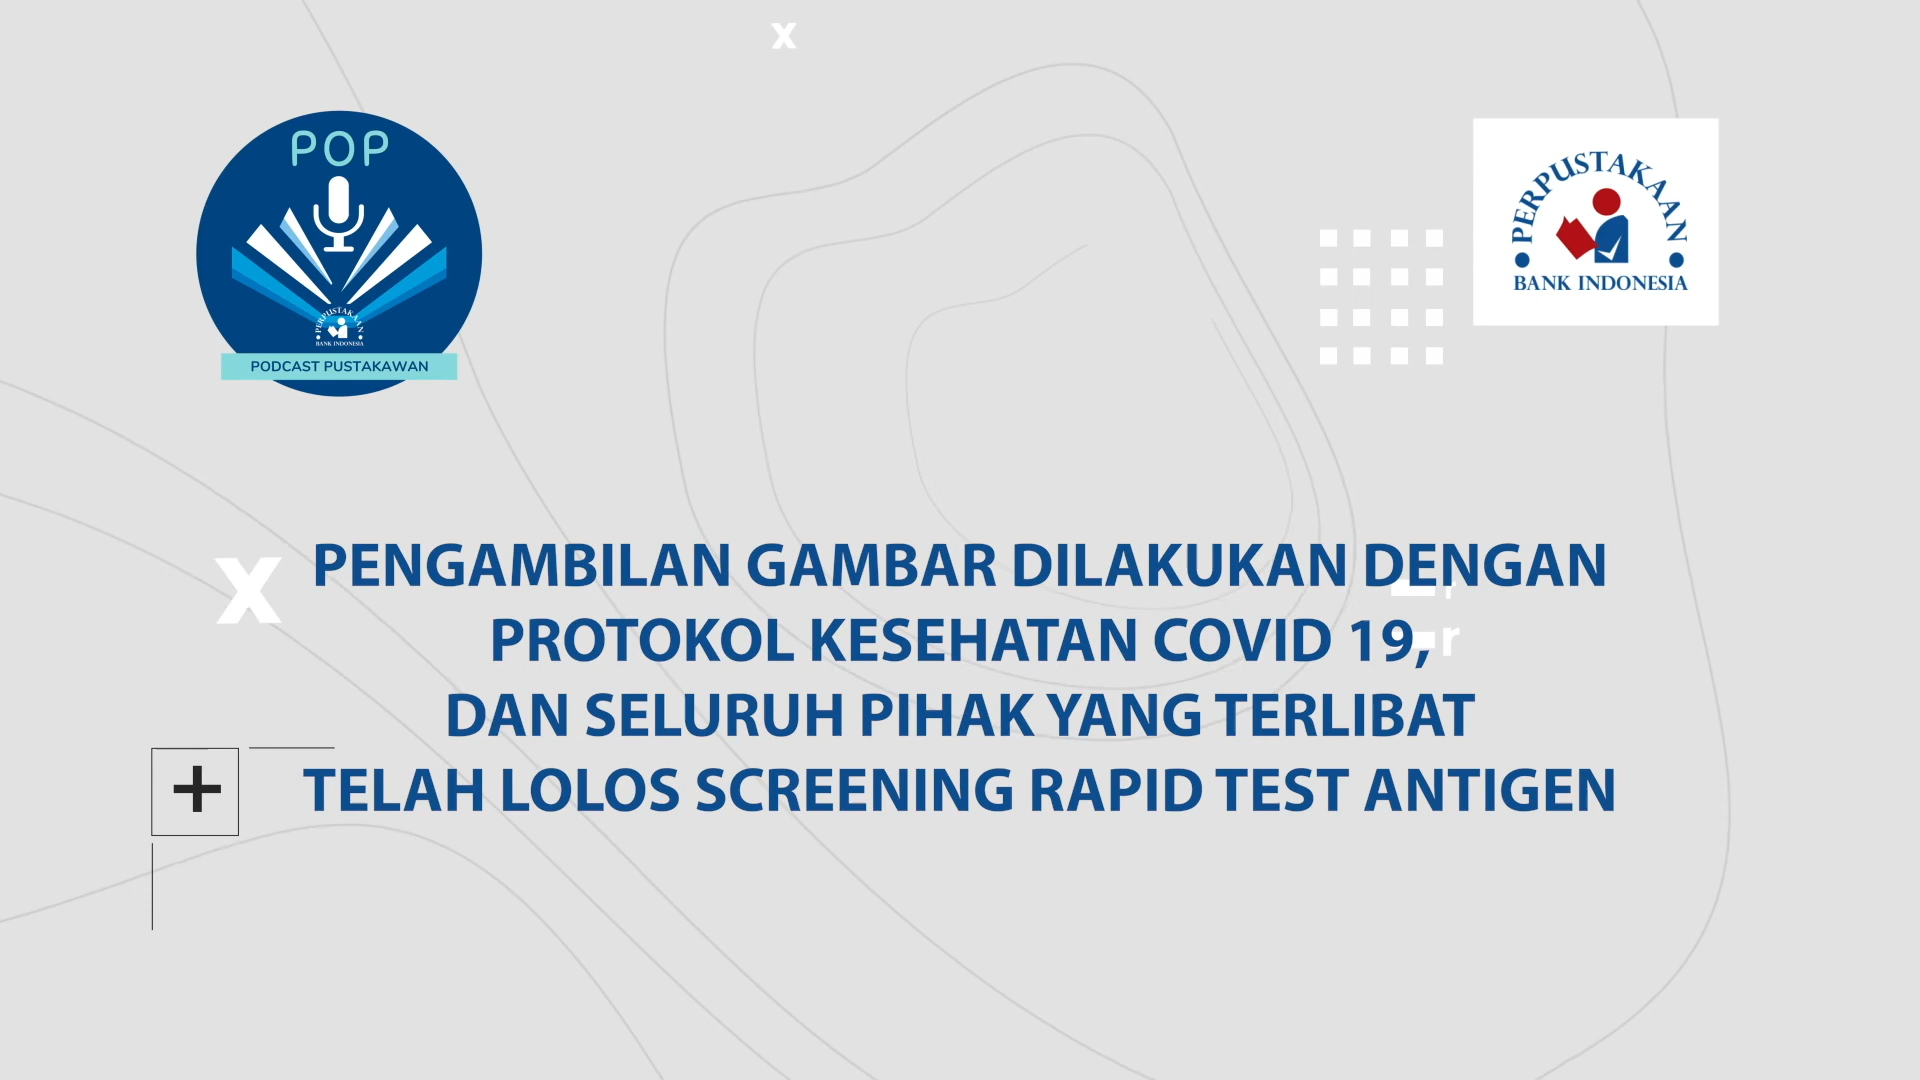 POP
PERPUSTAKAAN
BANK INDONESIA
PODCAST PUSTAKAWAN
PERPUSTAKAAN
BANK INDONESIA
PENGAMBILAN GAMBAR DILAKUKAN DENGAN
PROTOKOL KESEHATAN COVID 19,
DAN SELURUH PIHAK YANG TERLIBAT
TELAH LOLOS SCREENING RAPID TEST ANTIGEN